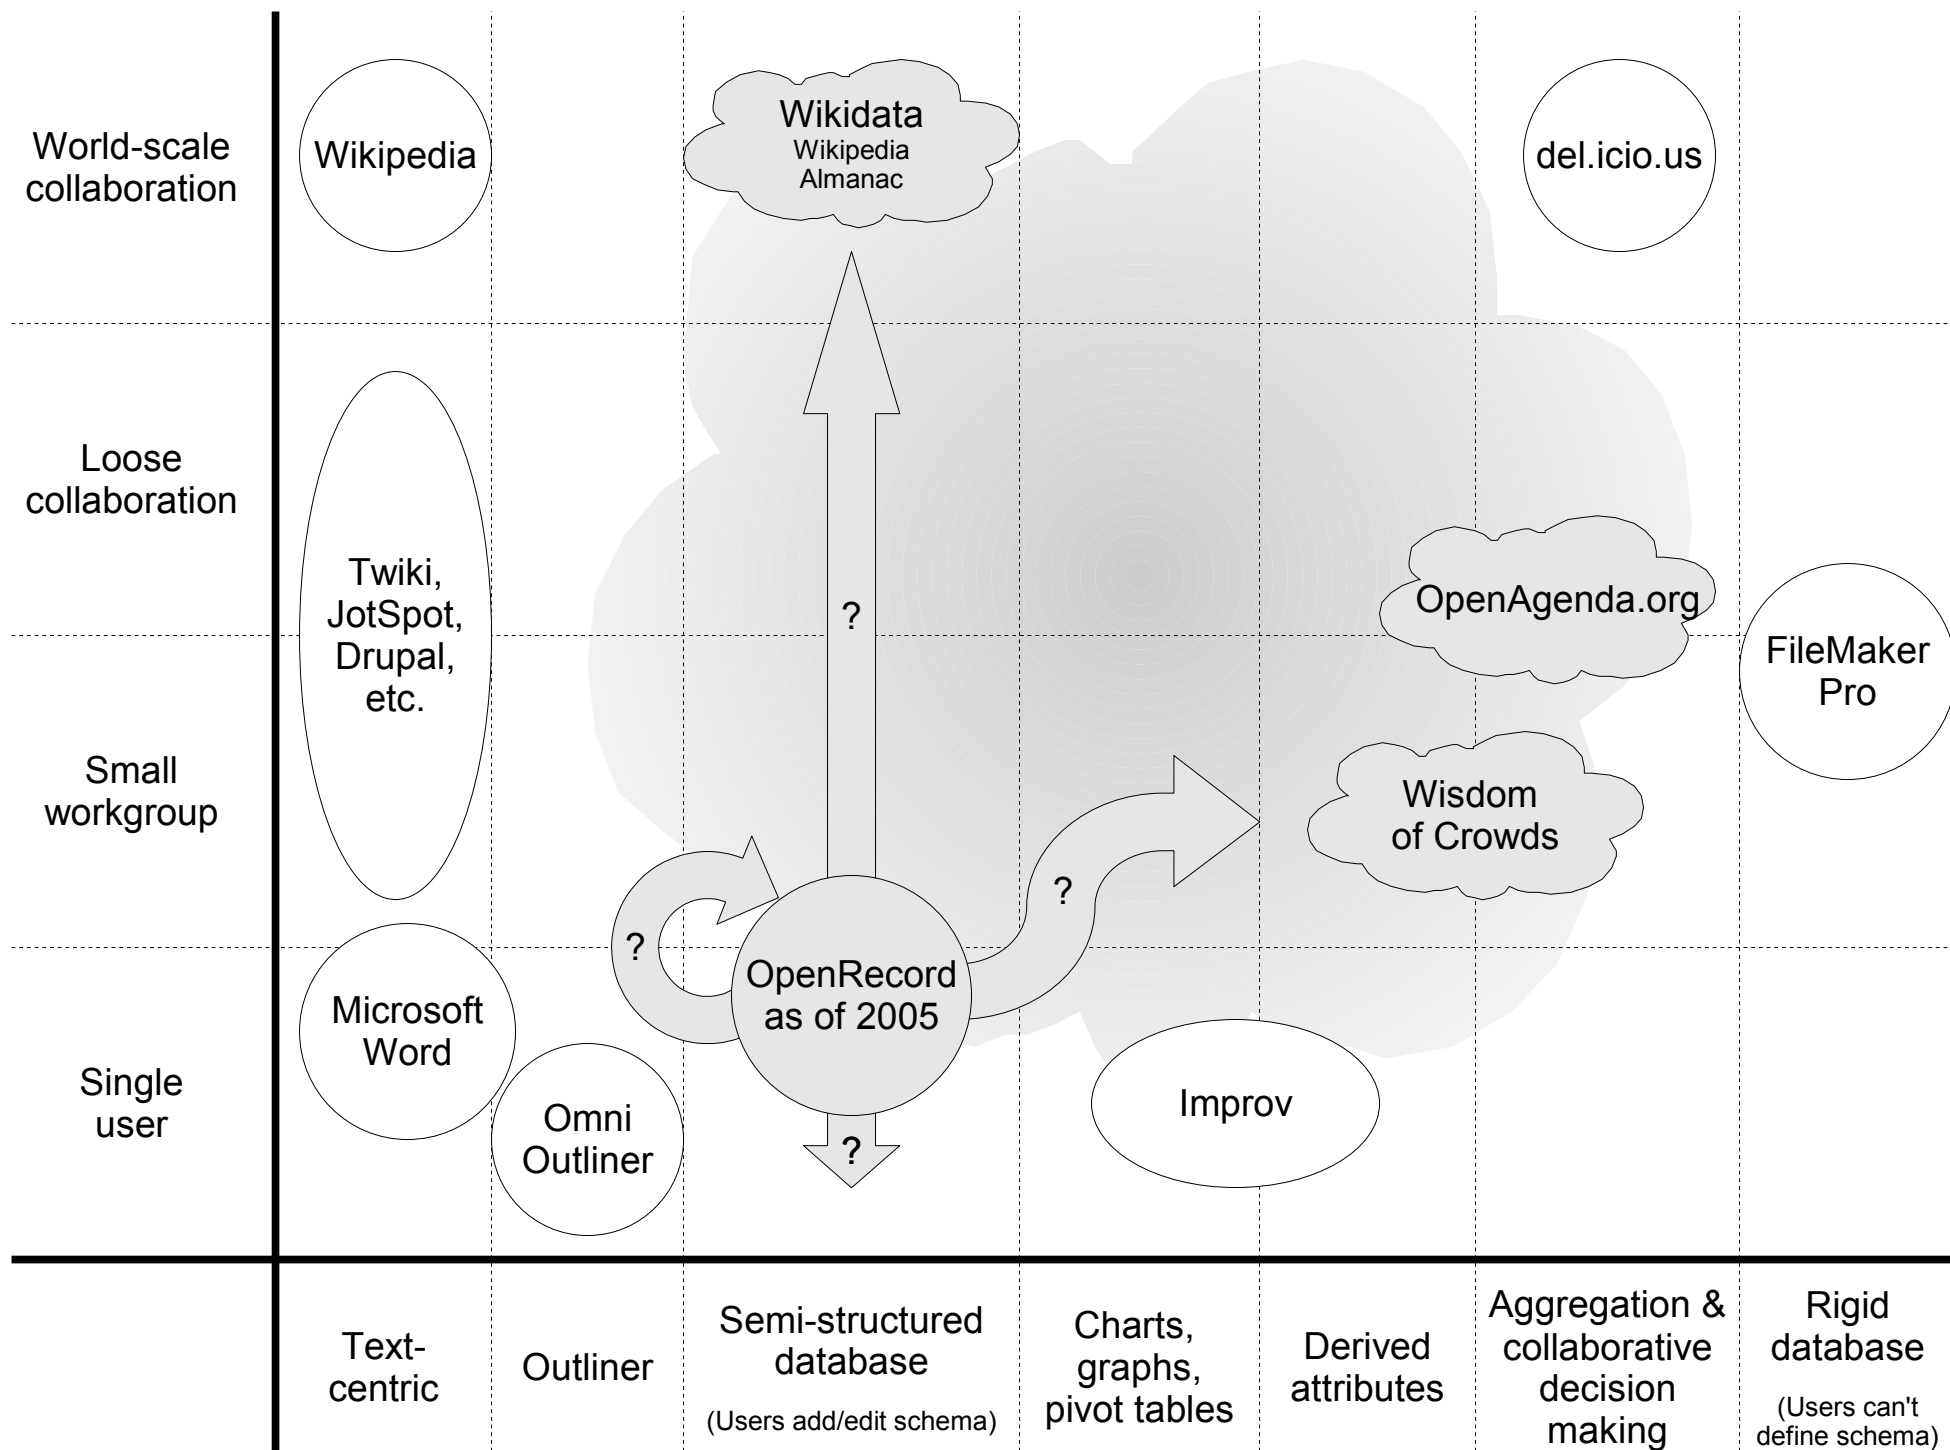 World-scale
collaboration
Wikipedia
Wikidata
Wikipedia
Almanac
del.icio.us
Loose
collaboration
Twiki,
JotSpot,
Drupal,
etc.
?
OpenAgenda.org
FileMaker
Pro
Small
workgroup
Wisdom
of Crowds
?
?
OpenRecord
as of 2005
Microsoft
Word
Single
user
Omni
Outliner
?
Improv
Text-
centric
Outliner
Semi-structured
database
(Users add/edit schema)
Charts,
graphs,
pivot tables
Derived
attributes
Aggregation &
collaborative
decision
making
Rigid
database
(Users can't
define schema)